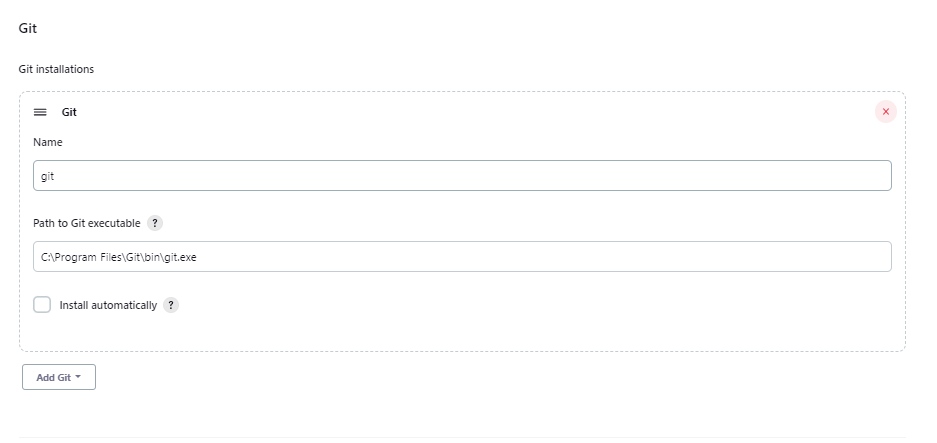 Git
Git installations
Git
Name
git
Path to Git executable ?
C:\Program Files\Git\bin\git.exe
Install automatically ?
Add Git